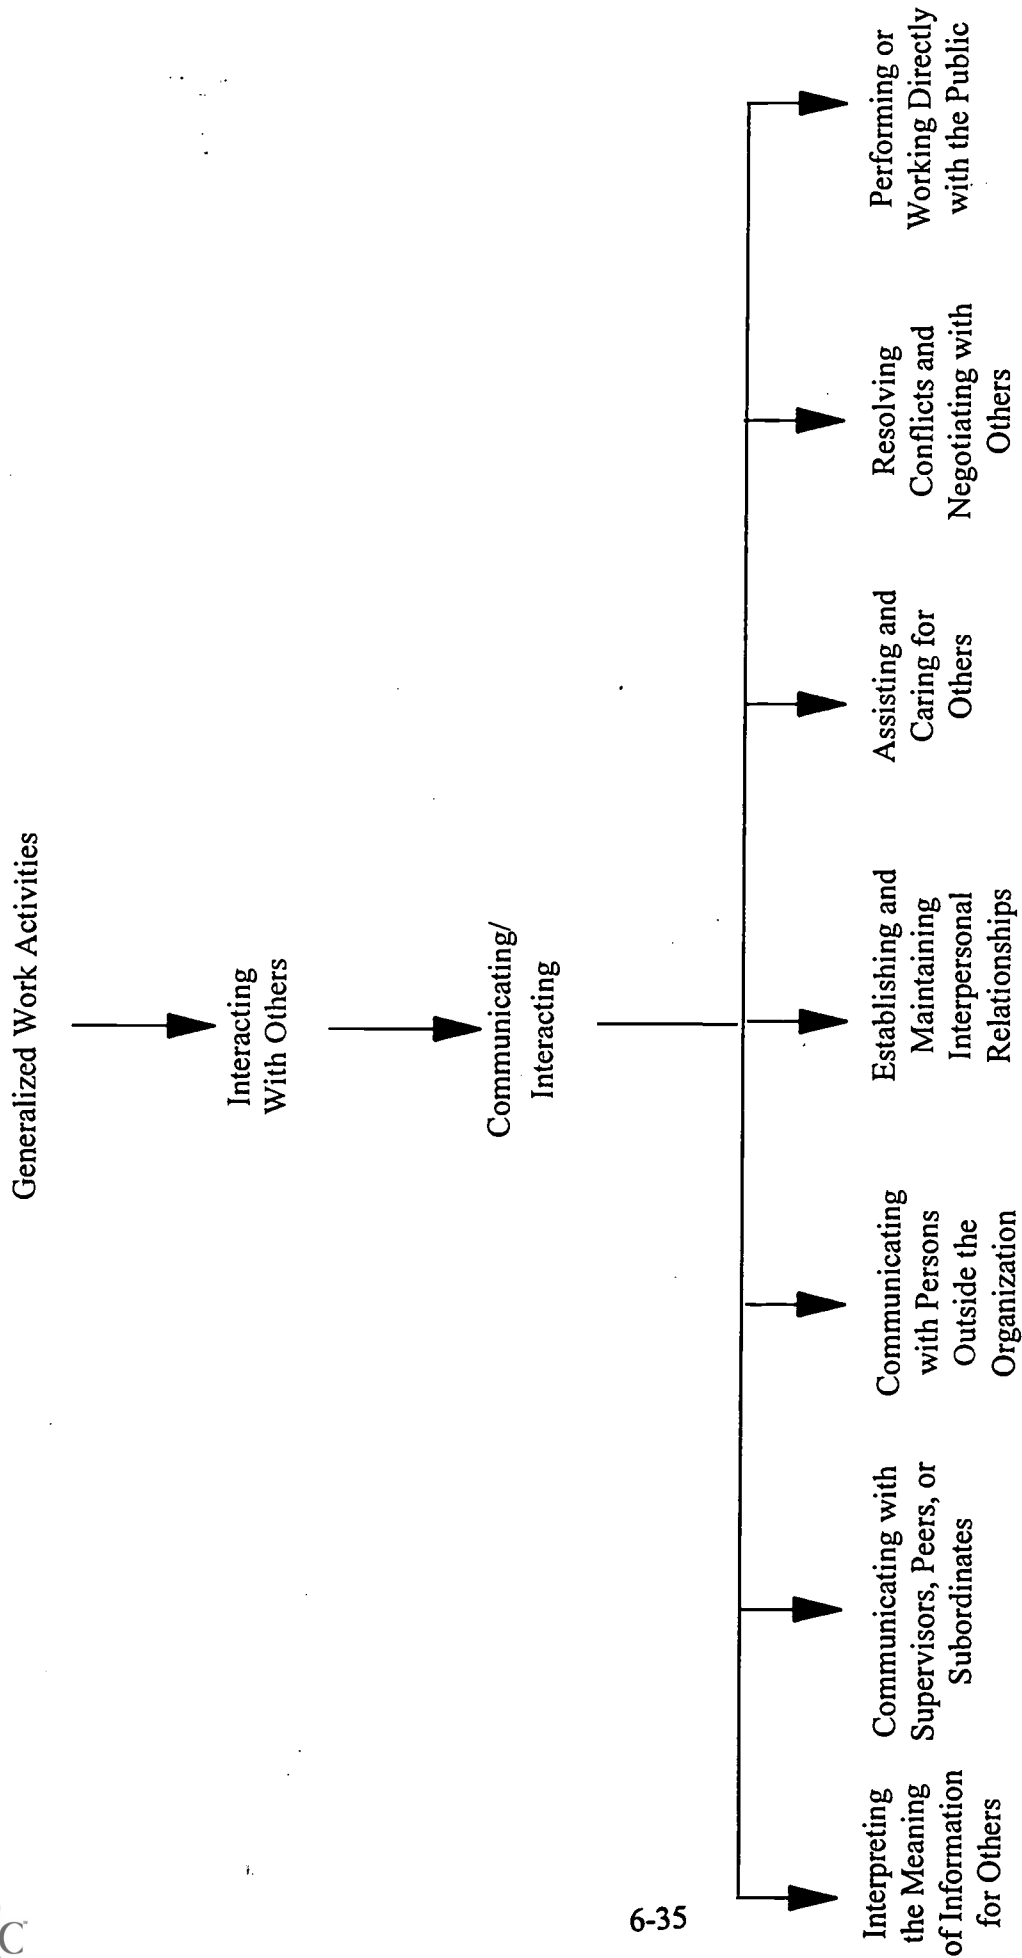 Generalized Work Activities
Interacting
With Others
Communicating/
Interacting
Interpreting
the Meaning
of Information
for Others
Communicating with
Supervisors, Peers, or
Subordinates
Communicating
with Persons
Outside the
Organization
Establishing and
Maintaining
Interpersonal
Relationships
Assisting and
Caring for
Others
Resolving
Conflicts and
Negotiating with
Others
Performing or
Working Directly
with the Public
6-35
C